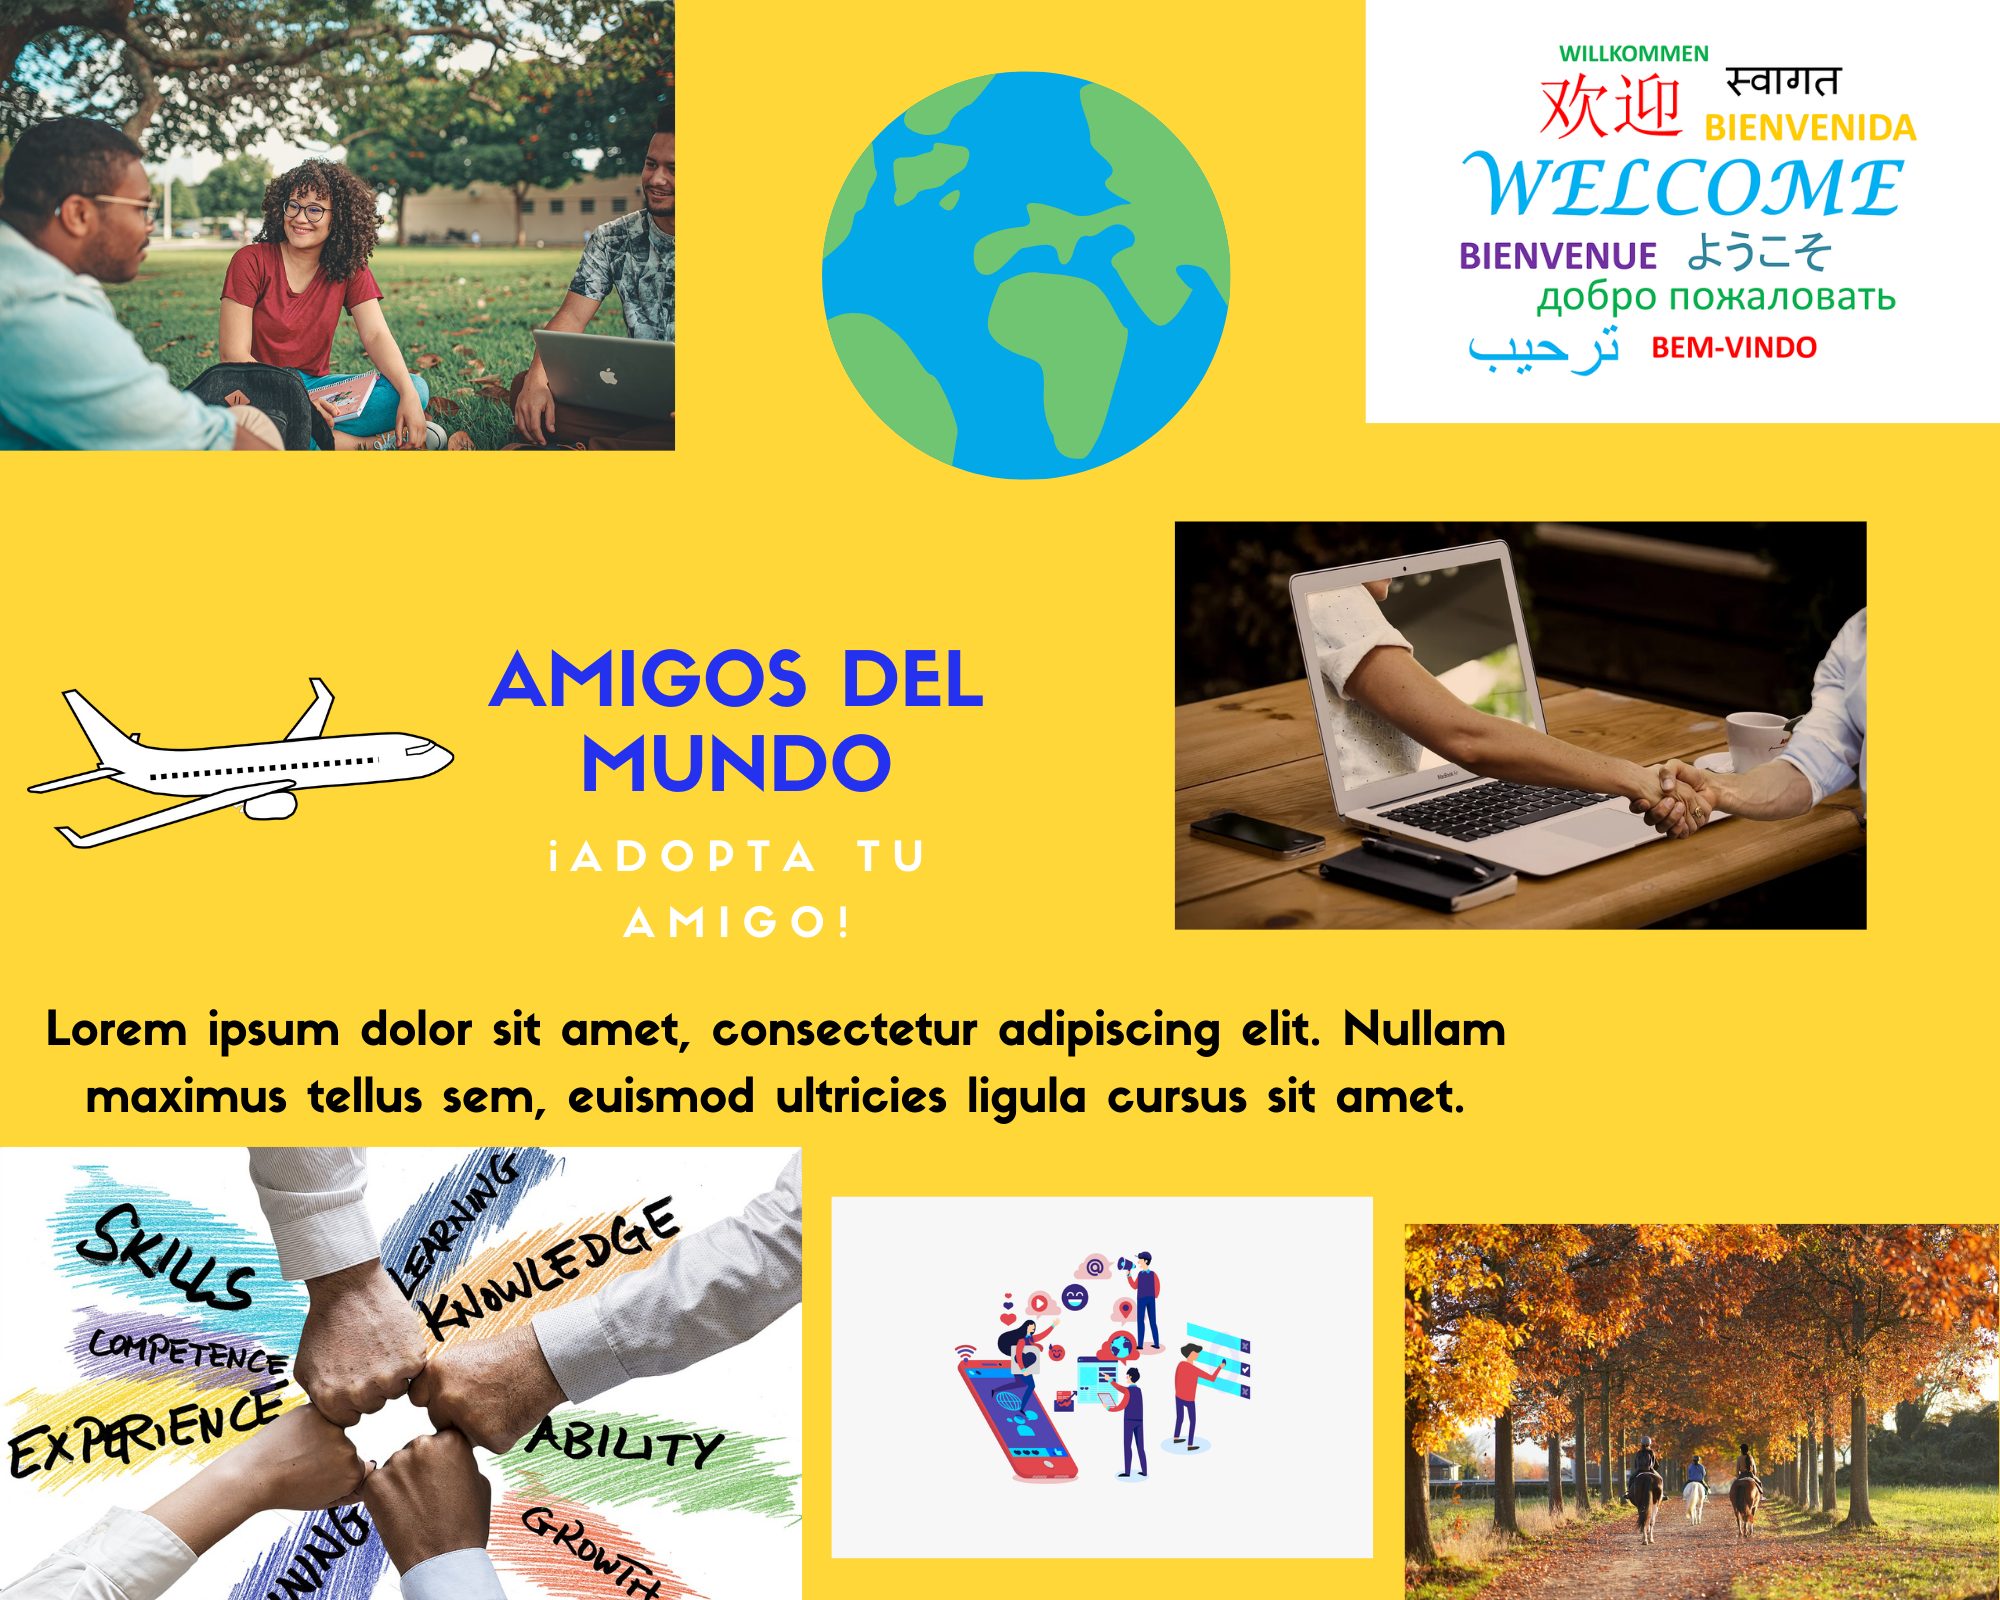 WILLKOMMEN
欢迎 स्वागत
BIENVENIDA
WELCOME
BIENVENUE ようこそ
добро пожаловать
ترحيب BEM-VINDO
AMIGOS DEL
MUNDO
¡ADOPTA TU
AMIGO!
Lorem ipsum dolor sit amet, consectetur adipiscing elit. Nullam
maximus tellus sem, euismod ultricies ligula cursus sit amet.
SKILLS
LEARNING
KNOWLEDGE
COMPETENCE
EXPERIENCE
ABILITY
GROWTH